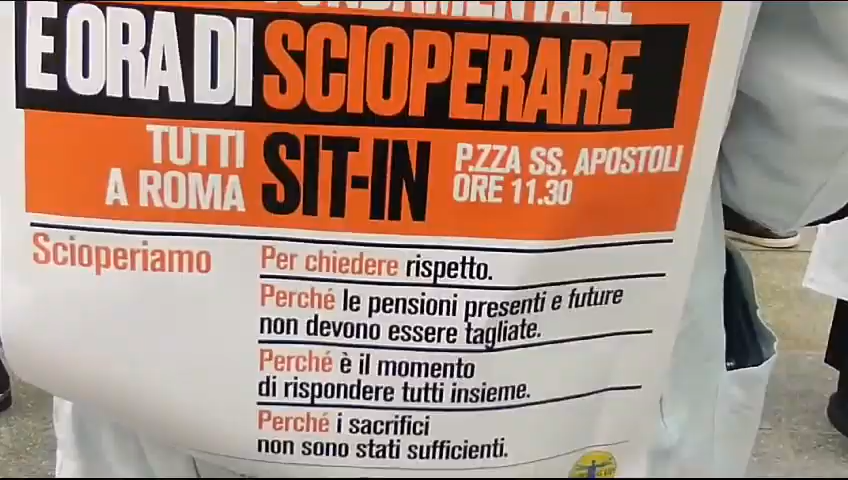 FONDAMENTALE
È ORA DI SCIOPERARE
TUTTI
A ROMA
SIT-IN
P.ZZA SS. APOSTOLI
ORE 11.30
Scioperiamo
Per chiedere rispetto.
Perché le pensioni presenti e future
non devono essere tagliate.
Perché è il momento
di rispondere tutti insieme.
Perché i sacrifici
non sono stati sufficienti.